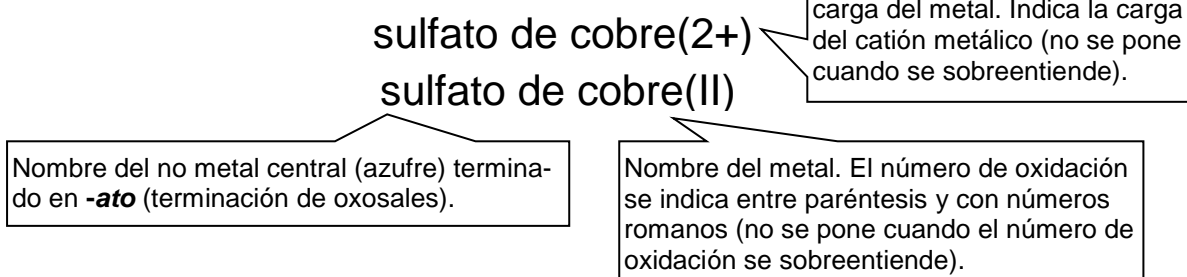 carga del metal. Indica la carga
del catión metálico (no se pone
cuando se sobreentiende).
sulfato de cobre(2+)
sulfato de cobre(II)
Nombre del no metal central (azufre) termina-
do en -ato (terminación de oxosales).
Nombre del metal. El número de oxidación
se indica entre paréntesis y con números
romanos (no se pone cuando el número de
oxidación se sobreentiende).